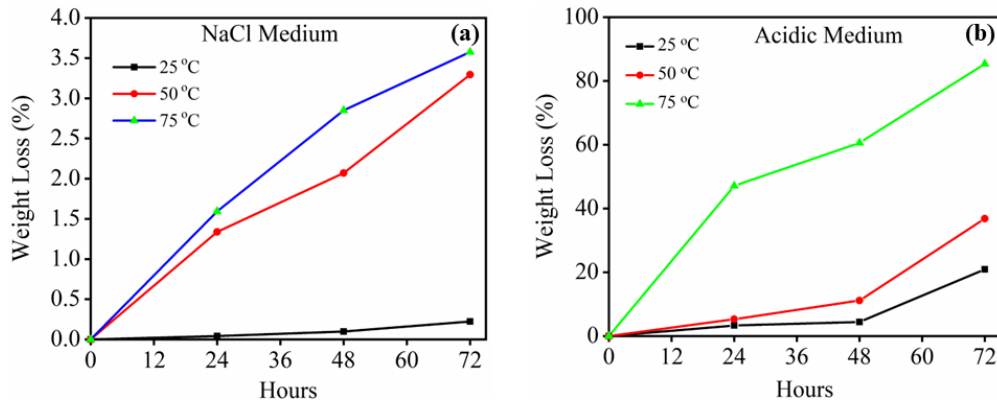 NaCl Medium
(a)
25 °C
50 °C
75 °C
4.0
3.5
3.0
2.5
2.0
1.5
1.0
0.5
0.0
Weight Loss (%)
0 12 24 36 48 60 72
Hours
Acidic Medium
(b)
25 °C
50 °C
75 °C
100
80
60
40
20
0
Weight Loss (%)
0 12 24 36 48 60 72
Hours